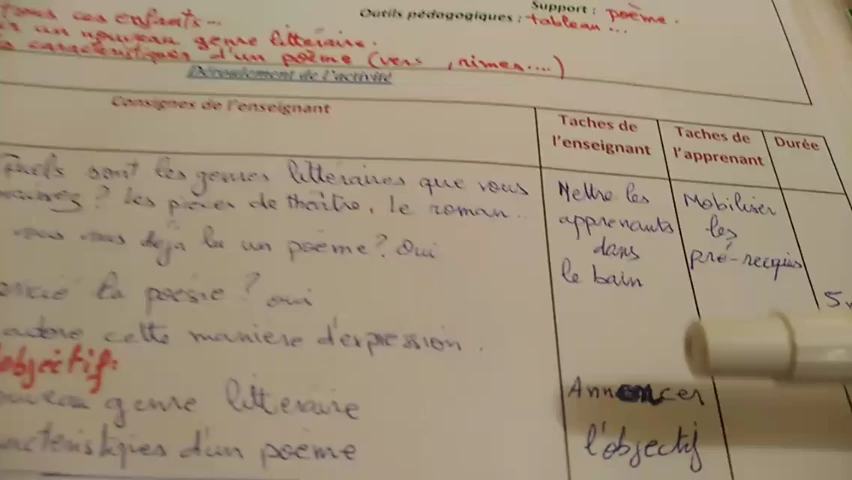 Support : poème.
Outils pédagogiques : tableau ...
tous ces enfants...
un nouveau genre littéraire.
caractéristiques d'un poème (vers, rimes....)
Déroulement de l'activité
Consignes de l'enseignant
Taches de l'enseignant
Taches de l'apprenant
Durée
Quels sont les genres littéraires que vous
? Les pièces de théâtre, le roman...
vous déjà lu un poème? Oui
la poésie? oui
adore cette manière d'expression.
l'objectif:
nouveau genre littéraire
caractéristiques d'un poème
Mettre les
apprenants
dans
le bain
Annoncer
l'objectif
Mobiliser
les
pré-requis
5